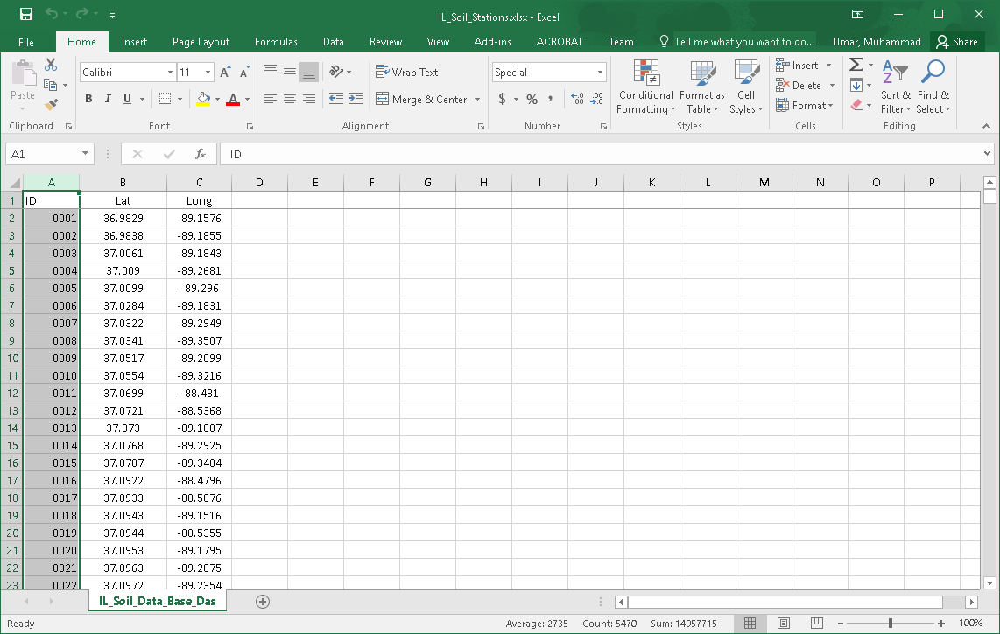 IL_Soil_Stations.xlsx - Excel
File Home Insert Page Layout Formulas Data Review View Add-ins ACROBAT Team Tell me what you want to do... Umar, Muhammad Share
Paste
Clipboard
Calibri 11
B I U A
Font
Wrap Text
Merge & Center
Alignment
Special
$ % ,
Number
Conditional Formatting
Format as Table
Cell Styles
Styles
Insert
Delete
Format
Cells
Sort & Filter
Find & Select
Editing
A1 fx ID
A B C D E F G H I J K L M N O P
1 ID Lat Long
2 0001 36.9829 -89.1576
3 0002 36.9838 -89.1855
4 0003 37.0061 -89.1843
5 0004 37.009 -89.2681
6 0005 37.0099 -89.296
7 0006 37.0284 -89.1831
8 0007 37.0322 -89.2949
9 0008 37.0341 -89.3507
10 0009 37.0517 -89.2099
11 0010 37.0554 -89.3216
12 0011 37.0699 -88.481
13 0012 37.0721 -88.5368
14 0013 37.073 -89.1807
15 0014 37.0768 -89.2925
16 0015 37.0787 -89.3484
17 0016 37.0922 -88.4796
18 0017 37.0933 -88.5076
19 0018 37.0943 -89.1516
20 0019 37.0944 -88.5355
21 0020 37.0953 -89.1795
22 0021 37.0963 -89.2075
23 0022 37.0972 -89.2354
IL_Soil_Data_Base_Das
Ready Average: 2735 Count: 5470 Sum: 14957715 100%